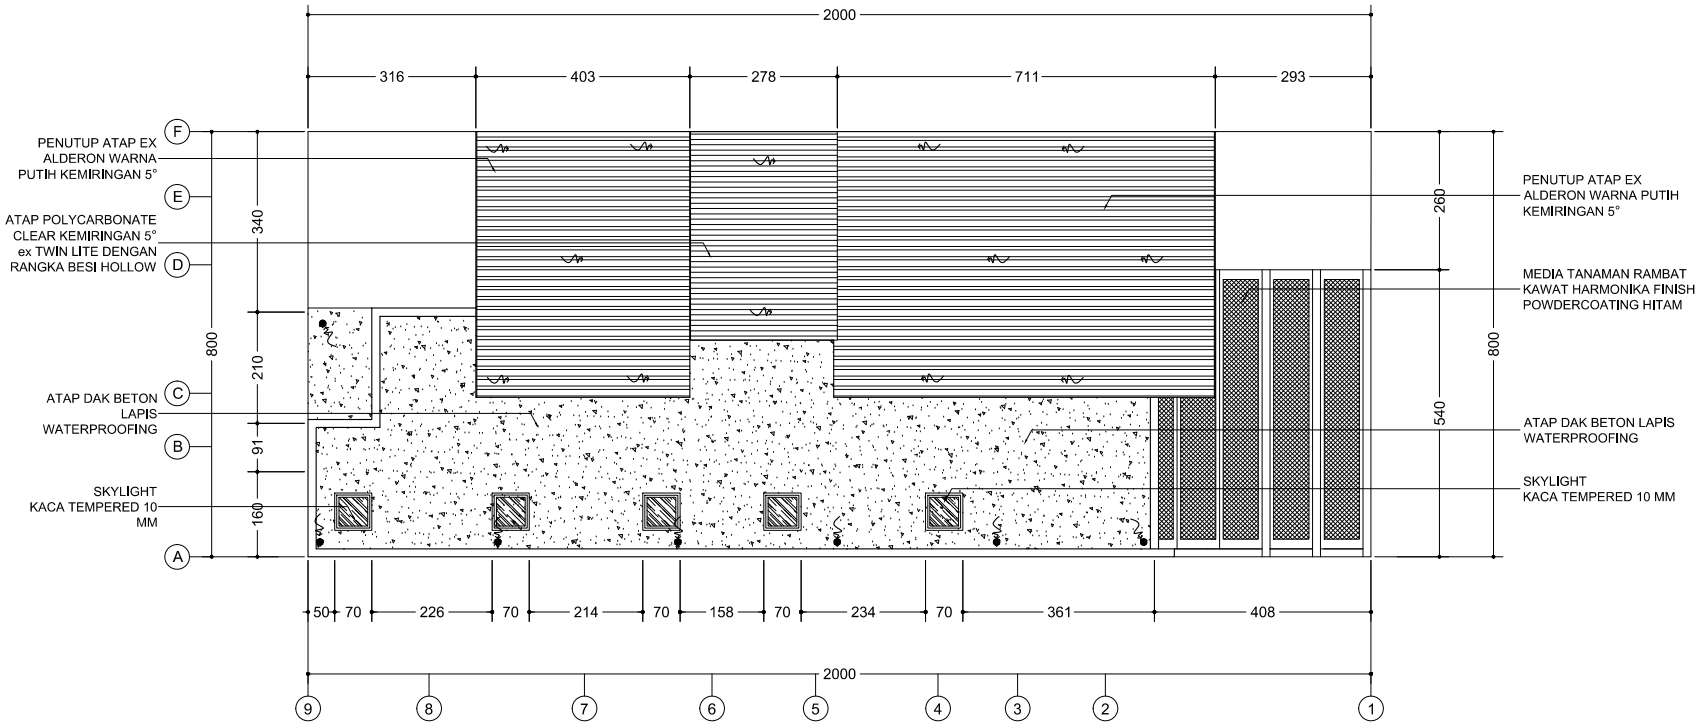 2000
316
403
278
711
293
F
E
D
C
B
A
PENUTUP ATAP EX
ALDERON WARNA
PUTIH KEMIRINGAN 5°
ATAP POLYCARBONATE
CLEAR KEMIRINGAN 5°
ex TWIN LITE DENGAN
RANGKA BESI HOLLOW
ATAP DAK BETON
LAPIS
WATERPROOFING
SKYLIGHT
KACA TEMPERED 10
MM
800
340
210
91
160
260
540
800
PENUTUP ATAP EX
ALDERON WARNA PUTIH
KEMIRINGAN 5°
MEDIA TANAMAN RAMBAT
KAWAT HARMONIKA FINISH
POWDERCOATING HITAM
ATAP DAK BETON LAPIS
WATERPROOFING
SKYLIGHT
KACA TEMPERED 10 MM
50
70
226
70
214
70
158
70
234
70
361
408
2000
9
8
7
6
5
4
3
2
1